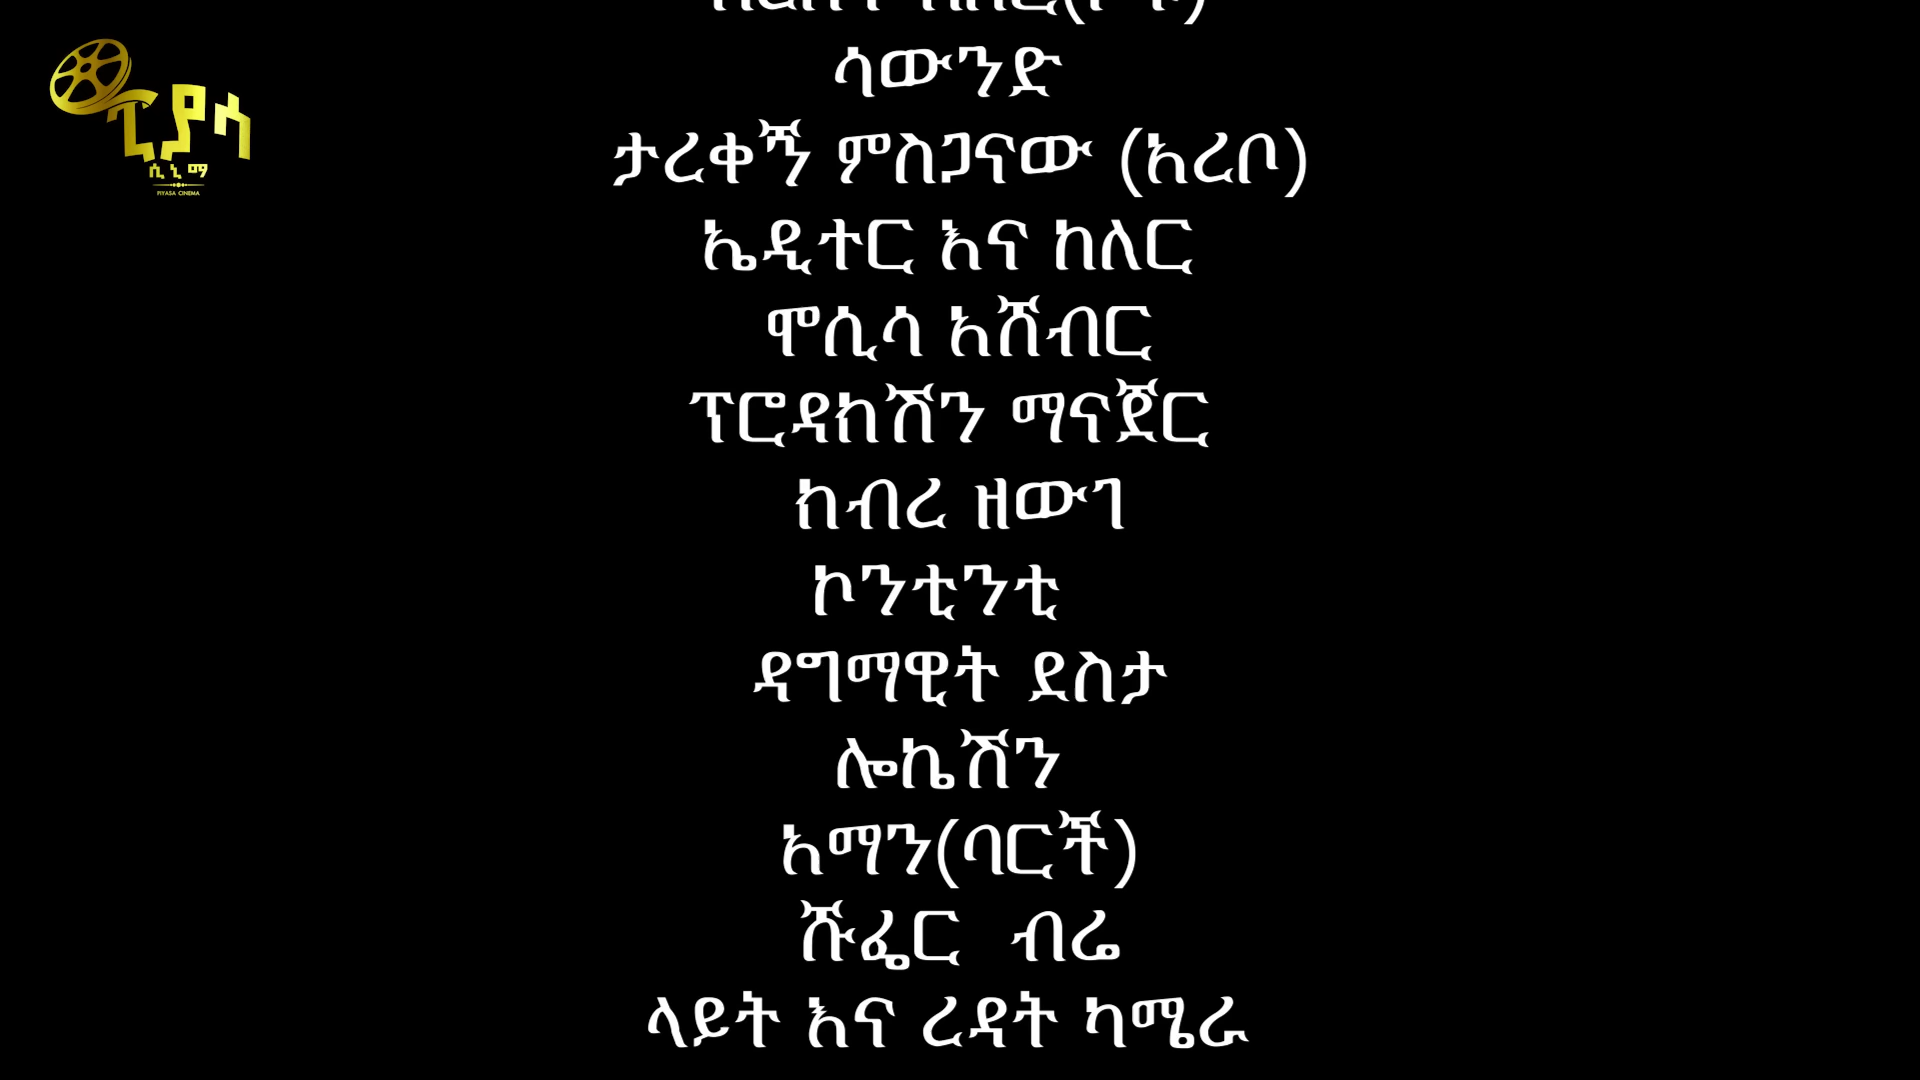 ፒያሳ
ሲኒማ
PIYASA CINEMA
ሳውንድ
ታረቀኝ ምስጋናው (አረቦ)
ኤዲተር እና ከለር
ሞሲሳ አሸብር
ፕሮዳክሽን ማናጀር
ክብረ ዘውገ
ኮንቲንቲ
ዳግማዊት ደስታ
ሎኬሽን
አማን(ባርች)
ሹፌር ብሬ
ላይት እና ረዳት ካሜራ